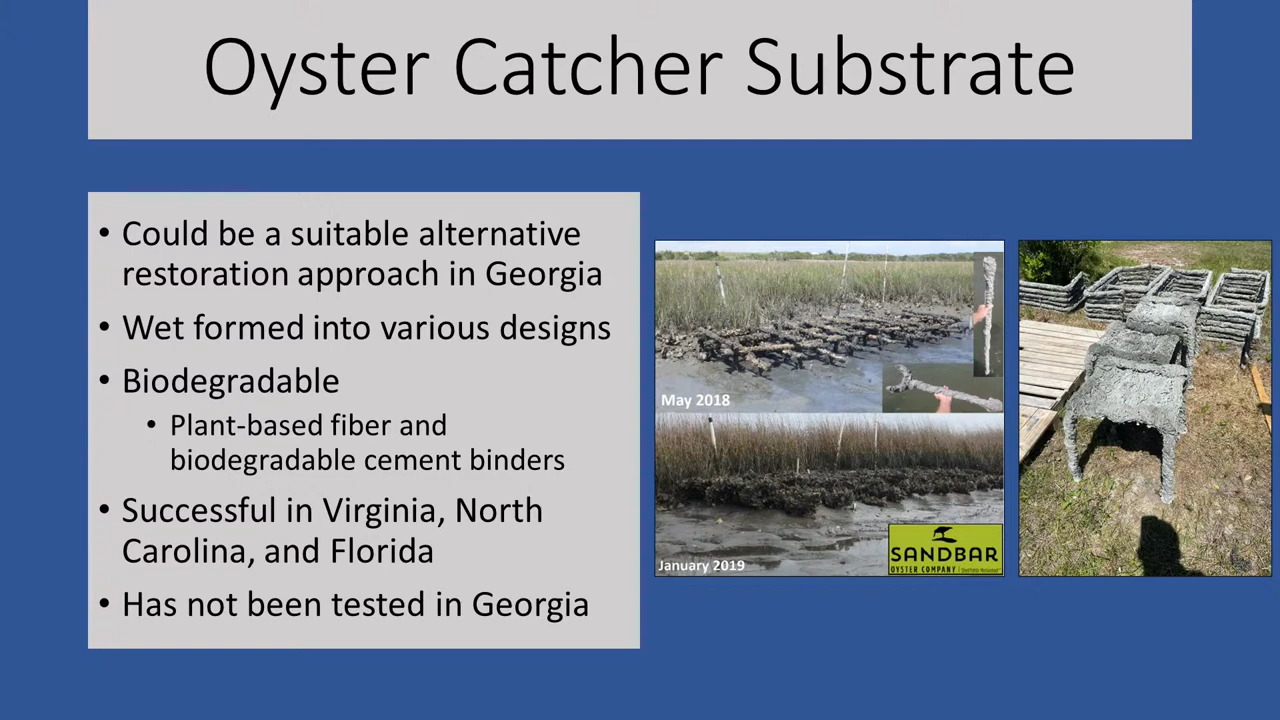 Oyster Catcher Substrate
• Could be a suitable alternative
restoration approach in Georgia
• Wet formed into various designs
• Biodegradable
• Plant-based fiber and
biodegradable cement binders
• Successful in Virginia, North
Carolina, and Florida
• Has not been tested in Georgia
May 2018
January 2019
SANDBAR
OYSTER COMPANY